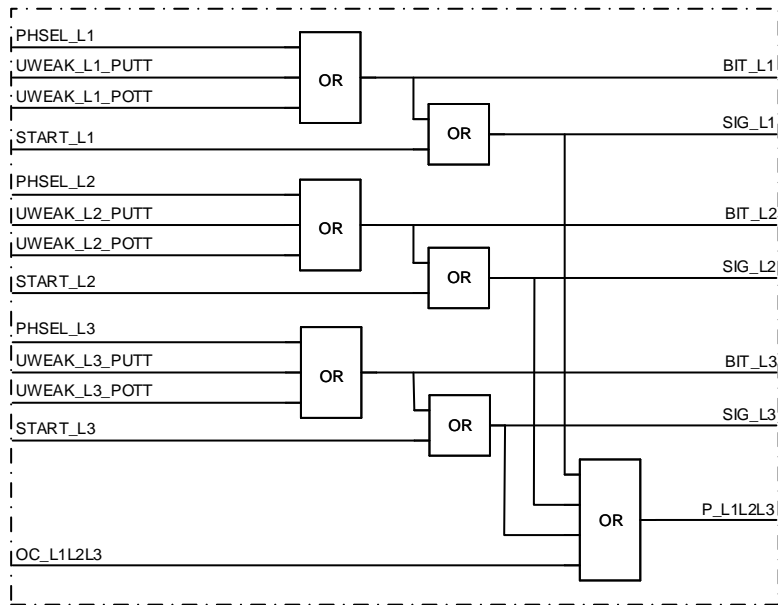 PHSEL_L1
UWEAK_L1_PUTT
OR
BIT_L1
UWEAK_L1_POTT
SIG_L1
START_L1
OR
PHSEL_L2
UWEAK_L2_PUTT
OR
BIT_L2
UWEAK_L2_POTT
SIG_L2
START_L2
OR
PHSEL_L3
UWEAK_L3_PUTT
OR
BIT_L3
UWEAK_L3_POTT
SIG_L3
START_L3
OR
P_L1L2L3
OR
OC_L1L2L3